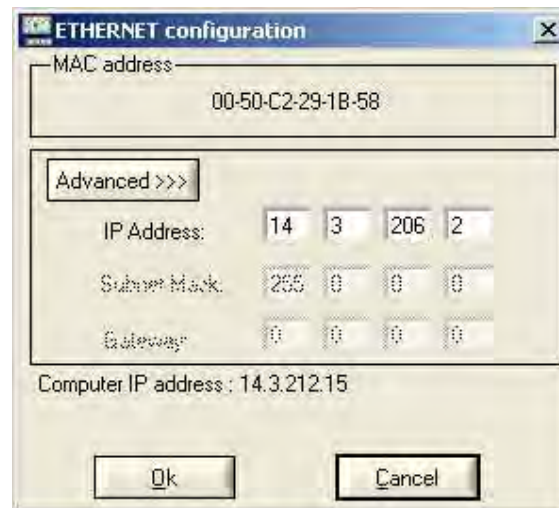 ETHERNET configuration
MAC address
00-50-C2-29-1B-58
Advanced >>>
IP Address: 14 3 206 2
Subnet Mack: 255 0 0 0
Gateway: 0 0 0 0
Computer IP address : 14.3.212.15
Ok Cancel